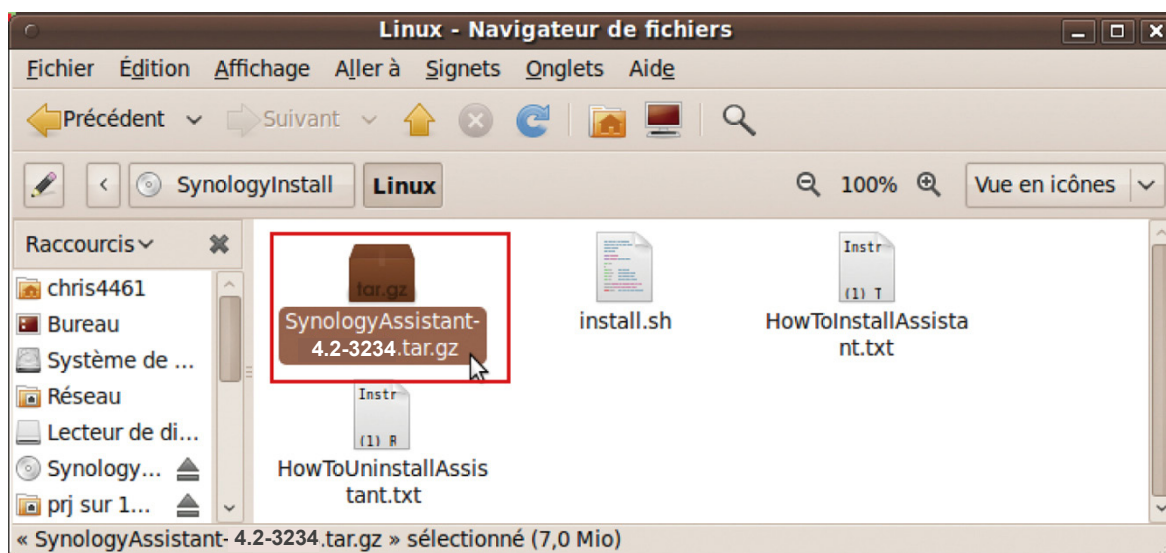 Linux - Navigateur de fichiers
Fichier Édition Affichage Aller à Signets Onglets Aide
Précédent Suivant
SynologyInstall Linux 100% Vue en icônes
Raccourcis
chris4461
Bureau
Système de ...
Réseau
Lecteur de di...
Synology...
prj sur 1...
tar.gz
SynologyAssistant-
4.2-3234.tar.gz
install.sh
Instr
(1) T
HowToInstallAssista
nt.txt
Instr
(1) R
HowToUninstallAssis
tant.txt
« SynologyAssistant- 4.2-3234.tar.gz » sélectionné (7,0 Mio)